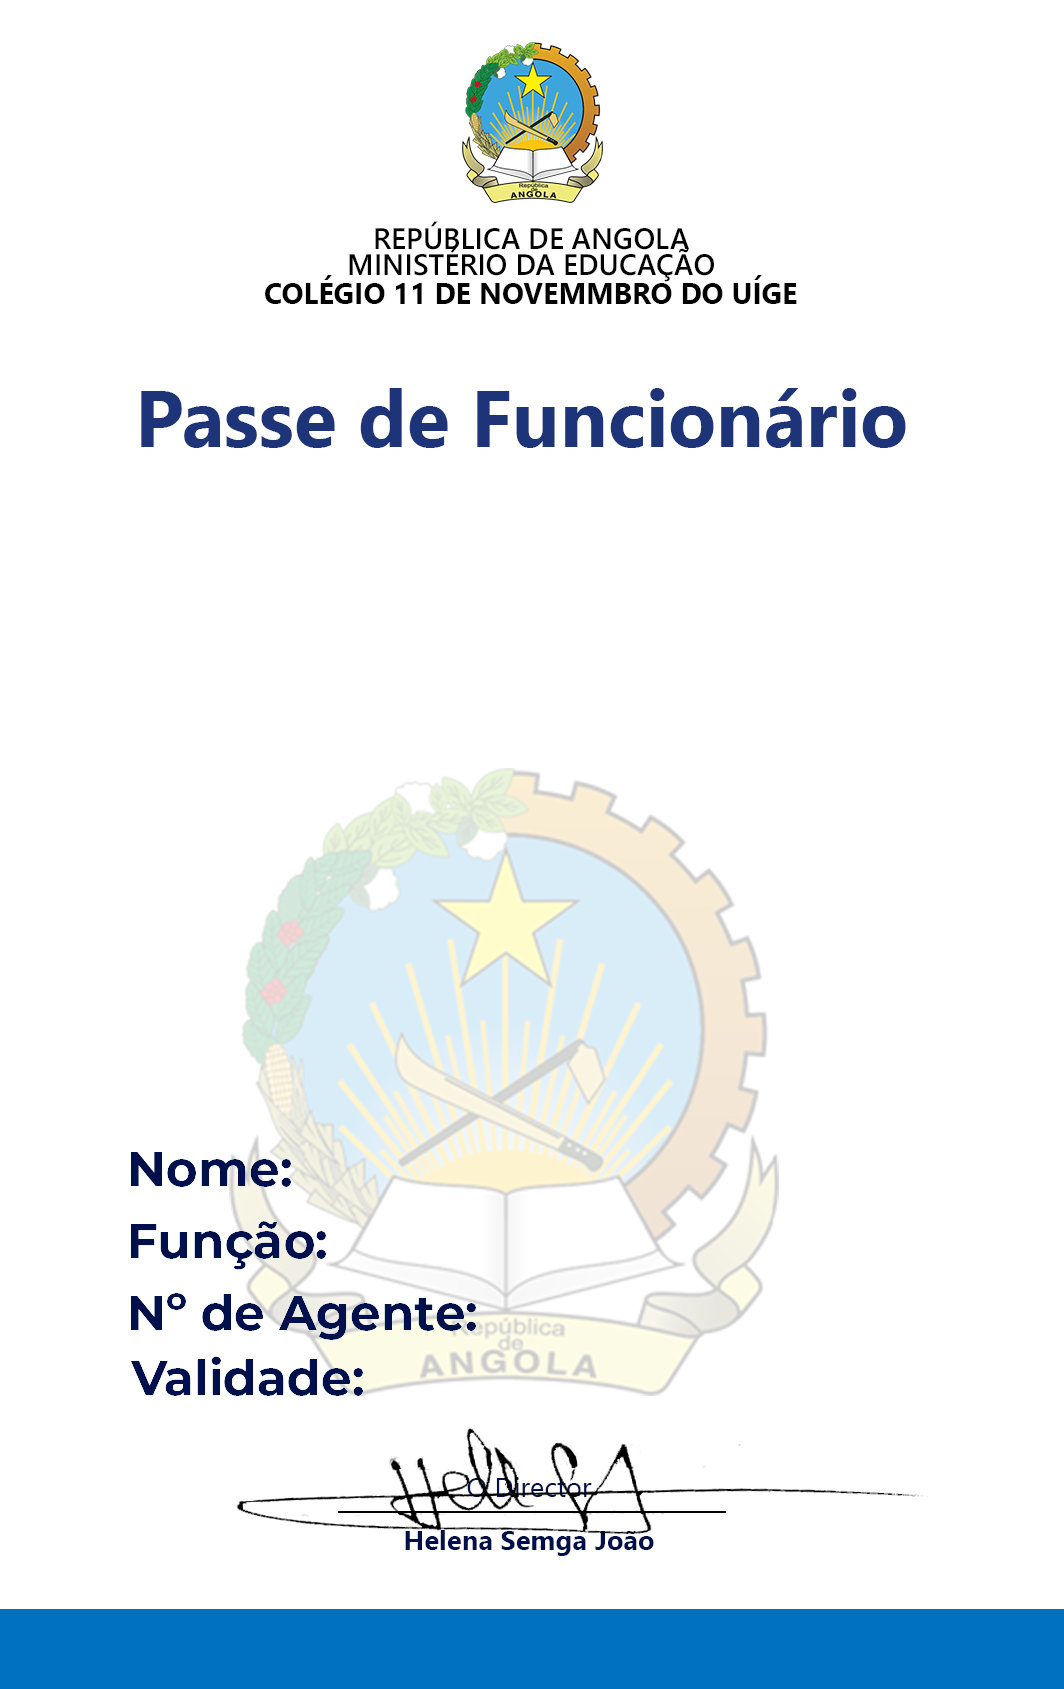 República
de
ANGOLA
REPÚBLICA DE ANGOLA
MINISTÉRIO DA EDUCAÇÃO
COLÉGIO 11 DE NOVEMMBRO DO UÍGE
Passe de Funcionário
Nome:
Função:
Nº de Agente:
República
de
ANGOLA
Validade:
O Director
Helena Semga João